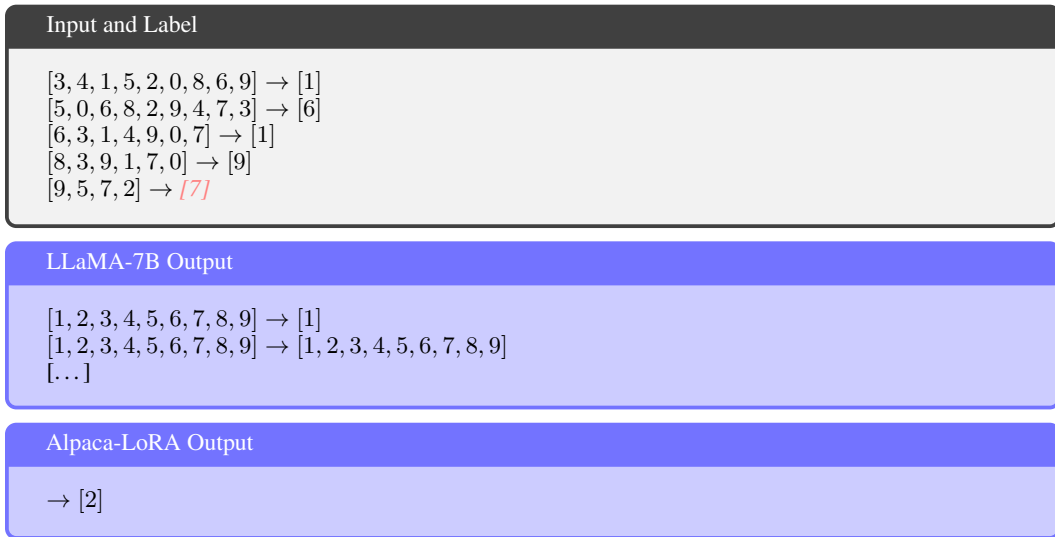 Input and Label
[3, 4, 1, 5, 2, 0, 8, 6, 9] → [1]
[5, 0, 6, 8, 2, 9, 4, 7, 3] → [6]
[6, 3, 1, 4, 9, 0, 7] → [1]
[8, 3, 9, 1, 7, 0] → [9]
[9, 5, 7, 2] → [7]
LLaMA-7B Output
[1, 2, 3, 4, 5, 6, 7, 8, 9] → [1]
[1, 2, 3, 4, 5, 6, 7, 8, 9] → [1, 2, 3, 4, 5, 6, 7, 8, 9]
[...]
Alpaca-LoRA Output
→ [2]